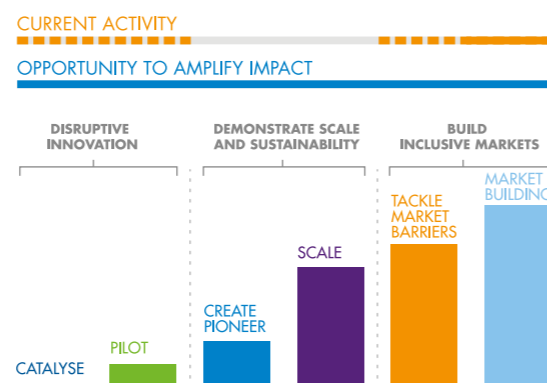 CURRENT ACTIVITY
OPPORTUNITY TO AMPLIFY IMPACT
DISRUPTIVE
INNOVATION
DEMONSTRATE SCALE
AND SUSTAINABILITY
BUILD
INCLUSIVE MARKETS
MARKET
BUILDING
TACKLE
MARKET
BARRIERS
SCALE
CREATE
PIONEER
PILOT
CATALYSE